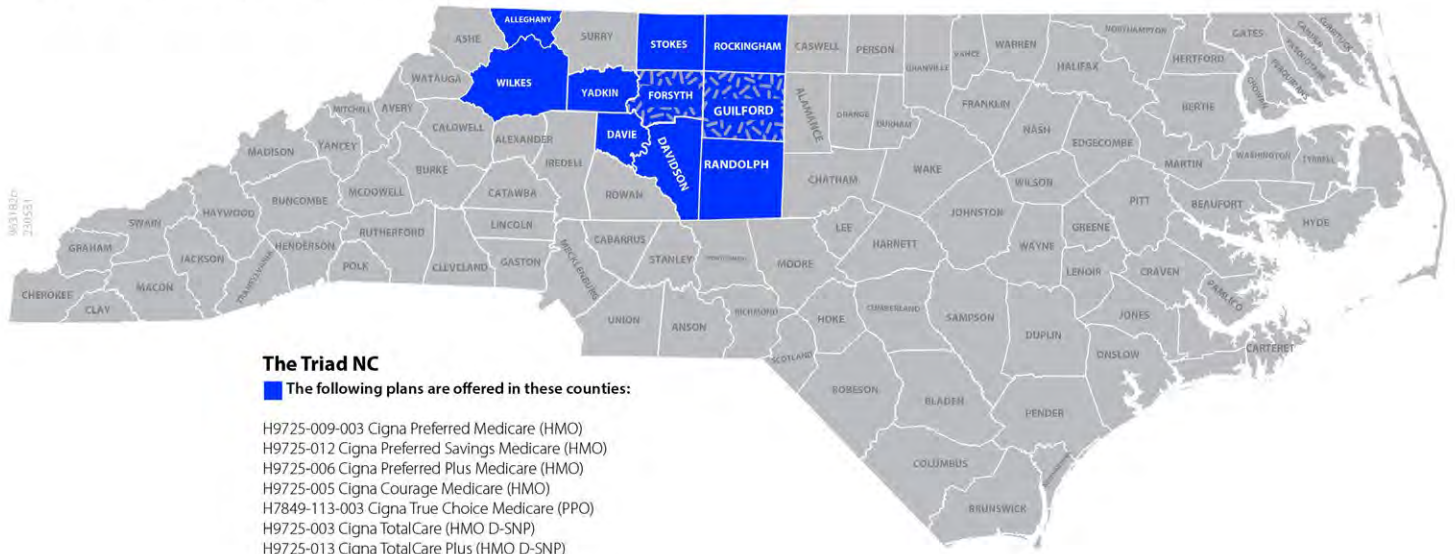 ALLEGHANY
ASHE
SURRY
STOKES
ROCKINGHAM
CASWELL
PERSON
GRANVILLE
VANCE
WARREN
NORTHAMPTON
GATES
CAMDEN
CURRITUCK
PASQUOTANK
PERQUIMANS
HALIFAX
HERTFORD
CHOWAN
BERTIE
WATAUGA
WILKES
YADKIN
FORSYTH
GUILFORD
ALAMANCE
ORANGE
DURHAM
FRANKLIN
NASH
EDGECOMBE
MARTIN
WASHINGTON
TYRRELL
MITCHELL
AVERY
CALDWELL
ALEXANDER
DAVIE
DAVIDSON
RANDOLPH
MADISON
YANCEY
BURKE
IREDELL
ROWAN
CHATHAM
WAKE
WILSON
PITT
BEAUFORT
HYDE
HAYWOOD
BUNCOMBE
MCDOWELL
CATAWBA
LINCOLN
SWAIN
GRAHAM
JACKSON
HENDERSON
RUTHERFORD
CABARRUS
STANLEY
MOORE
LEE
HARNETT
JOHNSTON
WAYNE
GREENE
LENOIR
CRAVEN
PAMLICO
CHEROKEE
CLAY
MACON
TRANSYLVANIA
POLK
CLEVELAND
GASTON
MECKLENBURG
UNION
ANSON
RICHMOND
SCOTLAND
HOKE
CUMBERLAND
SAMPSON
DUPLIN
JONES
ONSLOW
CARTERET
ROBESON
BLADEN
PENDER
COLUMBUS
BRUNSWICK
The Triad NC
The following plans are offered in these counties:
H9725-009-003 Cigna Preferred Medicare (HMO)
H9725-012 Cigna Preferred Savings Medicare (HMO)
H9725-006 Cigna Preferred Plus Medicare (HMO)
H9725-005 Cigna Courage Medicare (HMO)
H7849-113-003 Cigna True Choice Medicare (PPO)
H9725-003 Cigna TotalCare (HMO D-SNP)
H9725-013 Cigna TotalCare Plus (HMO D-SNP)